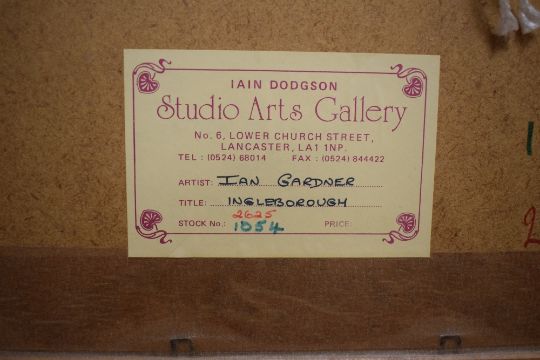 IAIN DODGSON
Studio Arts Gallery
No. 6, LOWER CHURCH STREET,
LANCASTER, LA1 1NP.
TEL : (0524) 68014 FAX : (0524) 844422
ARTIST: IAN GARDNER
TITLE: INGLEBOROUGH
2625
STOCK No.: 1054 PRICE: